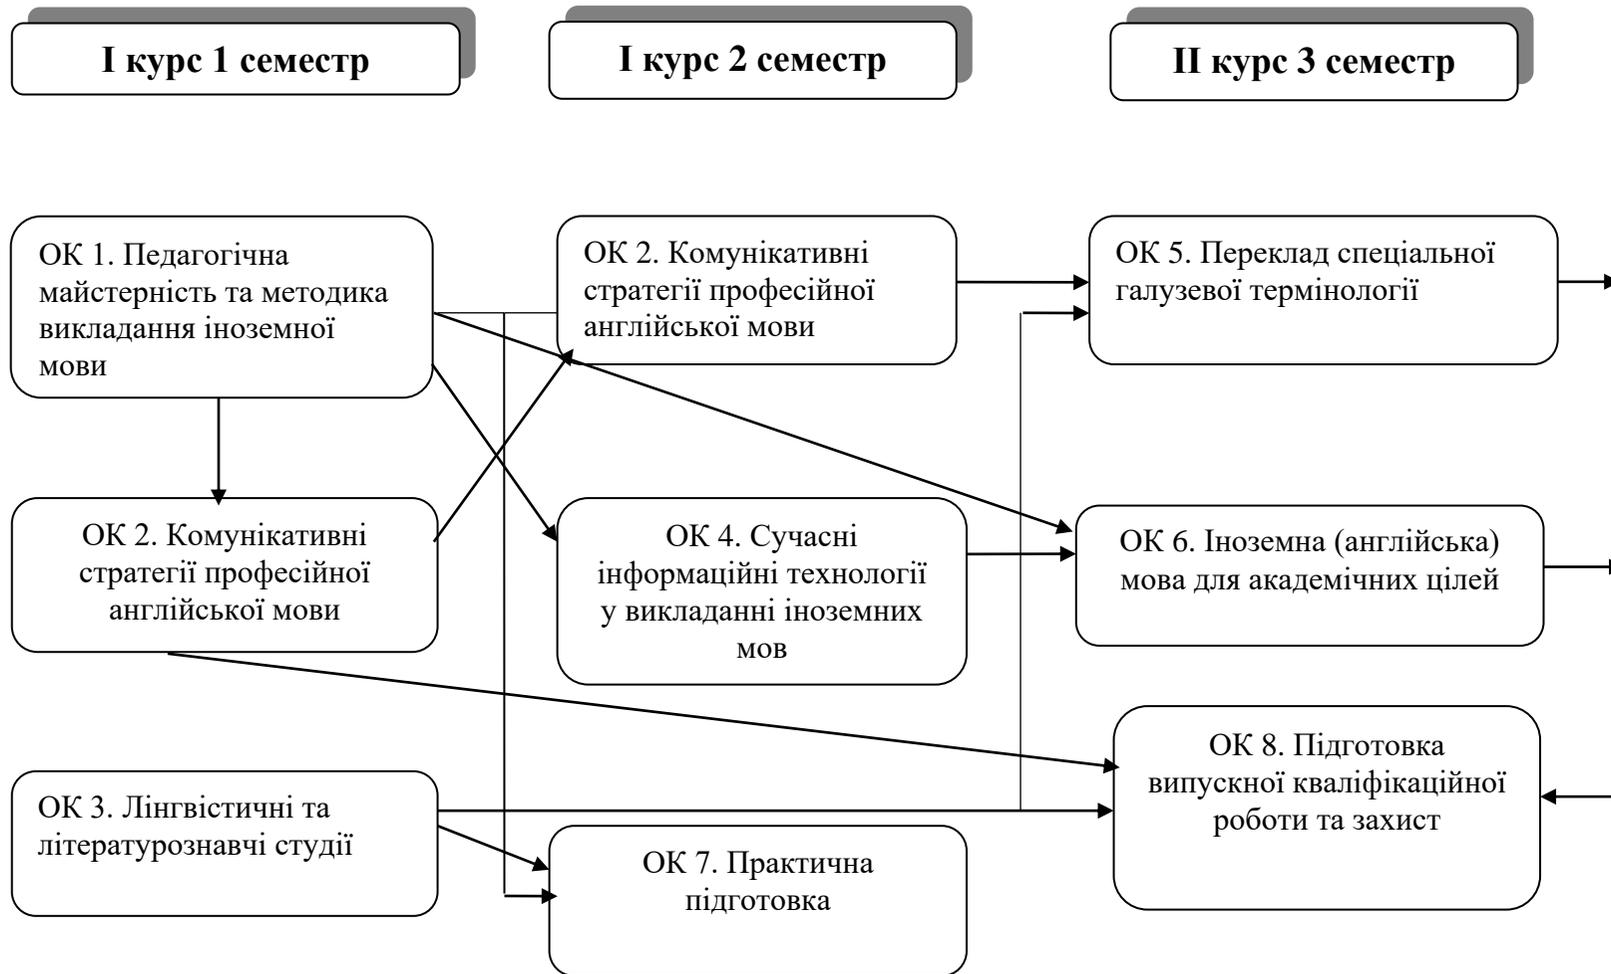 I курс 1 семестр
I курс 2 семестр
II курс 3 семестр
ОК 1. Педагогічна
майстерність та методика
викладання іноземної
мови
ОК 2. Комунікативні
стратегії професійної
англійської мови
ОК 5. Переклад спеціальної
галузевої термінології
ОК 2. Комунікативні
стратегії професійної
англійської мови
ОК 4. Сучасні
інформаційні технології
у викладанні іноземних
мов
ОК 6. Іноземна (англійська)
мова для академічних цілей
ОК 3. Лінгвістичні та
літературознавчі студії
ОК 7. Практична
підготовка
ОК 8. Підготовка
випускної кваліфікаційної
роботи та захист